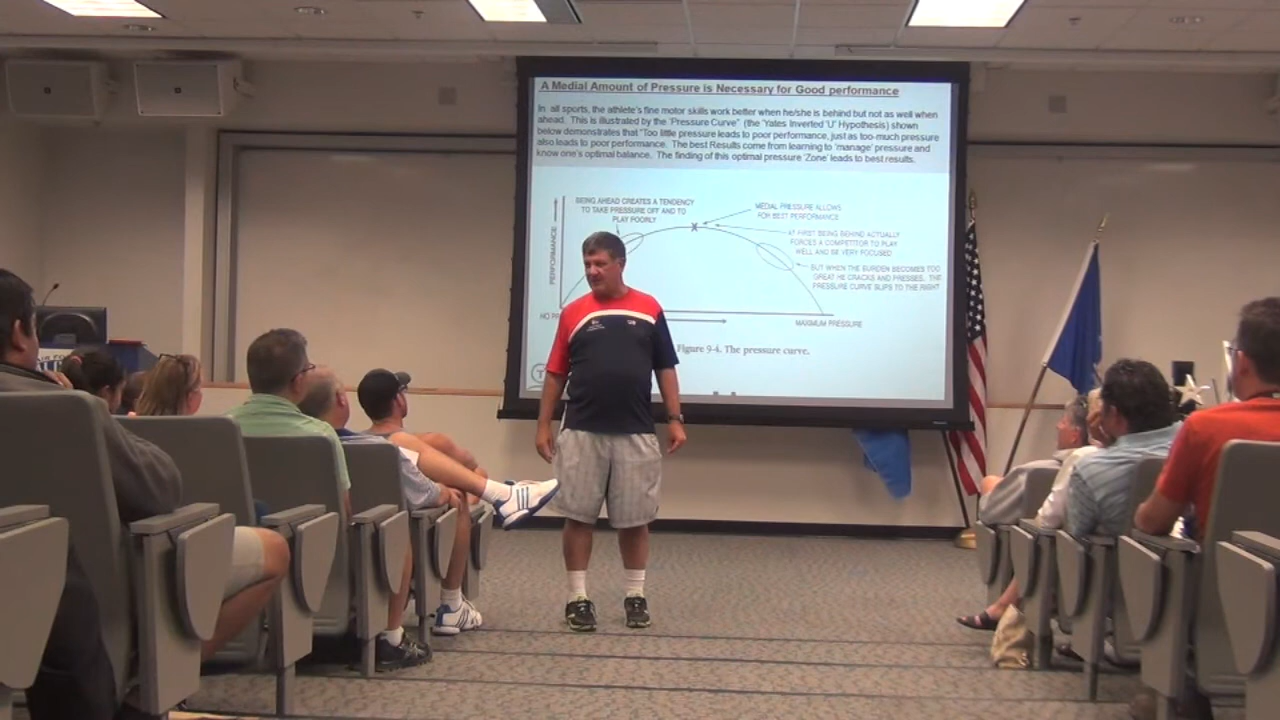 A Medial Amount of Pressure is Necessary for Good performance
In all sports, the athlete's fine motor skills work better when he/she is behind but not as well when
ahead. This is illustrated by the 'Pressure Curve" (the 'Yates Inverted 'U' Hypothesis) shown
below demonstrates that "Too little pressure leads to poor performance, just as too-much pressure
also leads to poor performance. The best Results come from learning to 'manage' pressure and
know one's optimal balance. The finding of this optimal pressure 'Zone' leads to best results.
BEING AHEAD CREATES A TENDENCY
TO TAKE PRESSURE OFF AND TO
PLAY POORLY
MEDIAL PRESSURE ALLOWS
FOR BEST PERFORMANCE
X
AT FIRST BEING BEHIND ACTUALLY
FORCES A COMPETITOR TO PLAY
WELL AND BE VERY FOCUSED
BUT WHEN THE BURDEN BECOMES TOO
GREAT HE CRACKS AND PRESSES. THE
PRESSURE CURVE SLIPS TO THE RIGHT
PERFORMANCE
NO
MAXIMUM PRESSURE
Figure 9-4. The pressure curve.